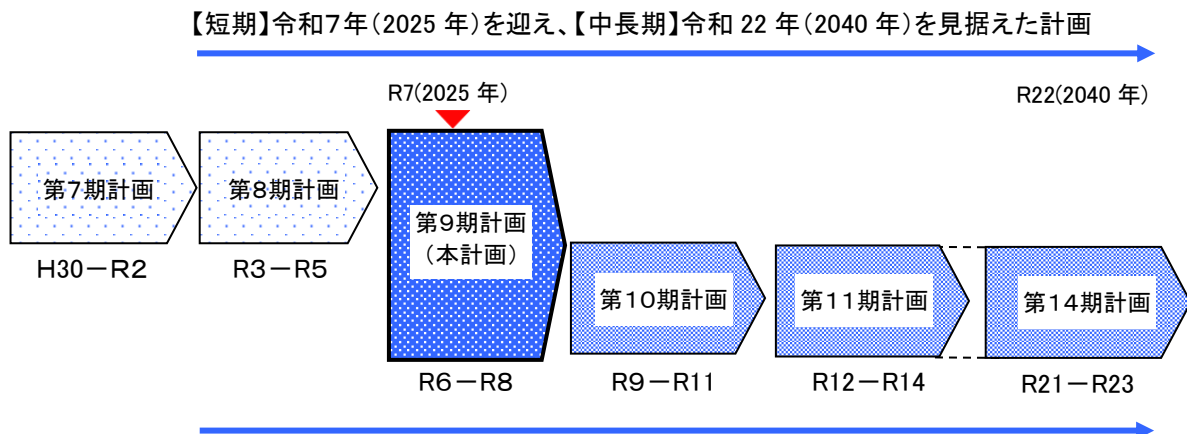 【短期】令和７年(2025 年)を迎え、【中長期】令和 22 年(2040 年)を見据えた計画
R7(2025 年)
R22(2040 年)
第７期計画
第８期計画
第９期計画
(本計画)
第１０期計画
第１１期計画
第１４期計画
H30－R２
R３－R５
R６－R８
R９－R11
R12－R14
R21－R23